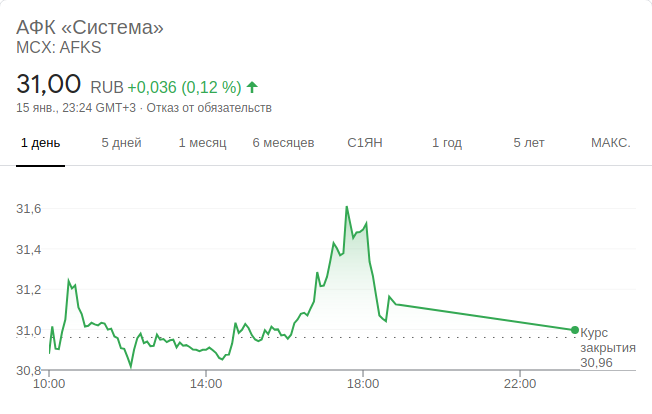 АФК «Система»
MCX: AFKS
31,00 RUB +0,036 (0,12 %)
15 янв., 23:24 GMT+3 · Отказ от обязательств
1 день 5 дней 1 месяц 6 месяцев С1ЯН 1 год 5 лет МАКС.
31,6
31,4
31,2
31,0
30,8
Курс
закрытия
30,96
10:00 14:00 18:00 22:00